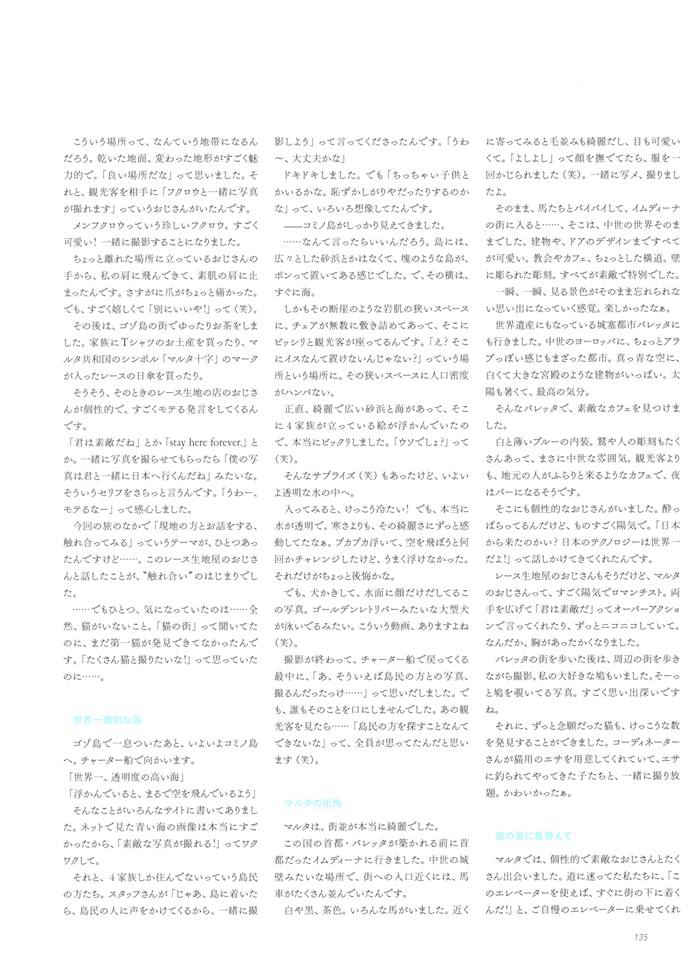 こういう場所って、なんていう地帯になるん
だろう。乾いた地面。変わった地形がすごく魅
力的で。「良い場所だな」って思いました。そ
れと、観光客を相手に「フクロウと一緒に写真
が撮れます」っていうおじさんがいたんです。
メンフクロウっていう珍しいフクロウ。すごく
可愛い! 一緒に撮影することになりました。
ちょっと離れた場所に立っているおじさんの
手から、私の肩に飛んできて、素肌の肩に止
まったんです。さすがに爪がちょっと痛かった。
でも、すごく嬉しくて「別にいいや!」って(笑)。
その後は、ゴゾ島の街でゆったりお茶をしま
した。家族にTシャツのお土産を買ったり、マ
ルタ共和国のシンボル「マルタ十字」のマーク
が入ったレースの日傘を買ったり。
そうそう、そのときのレース生地の店のおじさ
んが個性的で、すごくモテる発言をしてくるん
です。
「君は素敵だね」とか「stay here forever.」と
か。一緒に写真を撮らせてもらったら「僕の写
真は君と一緒に日本へ行くんだね」みたいな。
そういうセリフをさらっと言うんです。「うわー、
モテるなー」って感心しました。
今回の旅のなかで「現地の方とお話をする、
触れ合ってみる」っていうテーマが、ひとつあっ
たんですけど……。このレース生地屋のおじさ
んと話したことが、"触れ合い"のはじまりでし
た。
……でもひとつ、気になっていたのは……全
然、猫がいないこと。「猫の街」って聞いてた
のに、まだ第一猫が発見できてなかったんで
す。「たくさん猫と撮りたいな!」って思っていた
のに……。
ゴゾ島で一息ついたあと、いよいよコミノ島
へ。チャーター船で向かいます。
「世界一、透明度の高い海」
「浮かんでいると、まるで空を飛んでいるよう」
そんなことがいろんなサイトに書いてありまし
た。ネットで見た青い海の画像は本当にすご
かったから、「素敵な写真が撮れる!」ってワク
ワクして。
それと、4家族しか住んでないっていう島民
の方たち。スタッフさんが「じゃあ、島に着いた
ら、島民の人に声をかけてくるから、一緒に撮
影しよう」って言ってくださったんです。「うわ
〜、大丈夫かな」
ドキドキしました。でも「ちっちゃい子供と
かいるかな。恥ずかしがりやだったりするのか
な」って、いろいろ想像してたんです。
――コミノ島がしっかり見えてきました。
……なんて言ったらいいんだろう。島には、
広々とした砂浜とかはなくて、塊のような島が、
ポンって置いてある感じでした。で、その横は、
すぐに海。
しかもその断崖のような岩肌の狭いスペース
に、チェアが無数に敷き詰めてあって、そこに
ビッシリと観光客が座ってるんです。「え? そこ
にイスなんて置けないんじゃない?」っていう場
所という場所に。その狭いスペースに人口密度
がハンパない。
正直、綺麗で広い砂浜と海があって、そこ
に4家族が立っている絵が浮かんでいたの
で、本当にビックリしました。「ウソでしょ?」って
(笑)。
そんなサプライズ(笑)もあったけど、いよい
よ透明な水の中へ。
入ってみると、けっこう冷たい! でも、本当に
水が透明で。寒さよりも、その綺麗さにずっと感
動してたなぁ。プカプカ浮いて、空を飛ぼうと何
回かチャレンジしたけど、うまく浮けなかった。
それだけがちょっと後悔かな。
でも、犬かきして、水面に顔だけだしてるこ
の写真。ゴールデンレトリバーみたいな大型犬
が泳いでるみたい。こういう動画、ありますよね
(笑)。
撮影が終わって、チャーター船で戻ってくる
最中に、「あ、そういえば島民の方との写真、
撮るんだったっけ……」って思いだしました。で
も、誰もそのことを口にしませんでした。あの観
光客を見たら……「島民の方を探すことなんて
できないな」って、全員が思ってたんだと思い
ます(笑)。
マルタの街角
マルタは。街並が本当に綺麗でした。
この国の首都・バレッタが築かれる前に首
都だったイムディーナに行きました。中世の城
壁みたいな場所で、街への入口近くには、馬
車がたくさん並んでいたんです。
白や黒、茶色。いろんな馬がいました。近く
に寄ってみると毛並みも綺麗だし、目も可愛い
くて。「よしよし」って顔を撫でてたら、服を一
回かじられました(笑)。一緒に写メ、撮りまし
たよ。
そのまま、馬たちとバイバイして、イムディーナ
の街に入ると……、そこは、中世の世界そのま
までした。建物や、ドアのデザインまですべて
が可愛い。教会やカフェ、ちょっとした横道、壁
に彫られた彫刻。すべてが素敵で特別でした。
一瞬、一瞬、見る景色がそのまま忘れられな
い思い出になっていく感覚。楽しかったなぁ。
世界遺産にもなっている城塞都市バレッタに
も行きました。中世のヨーロッパに、ちょっとアラ
ブっぽい感じもまざった都市。真っ青な空に、
白くて大きな宮殿のような建物がいっぱい。太
陽も暑くて、最高の気分。
そんなバレッタで、素敵なカフェを見つけま
した。
白と薄いブルーの内装。鷲や人の彫刻もたく
さんあって、まさに中世な雰囲気。観光客より
も、地元の人がふらりと来るようなカフェで、夜
はバーになるそうです。
そこにも個性的なおじさんがいました。酔っ
ぱらってるんだけど、ものすごく陽気で。「日本
から来たのかい? 日本のテクノロジーは世界一
だよ!」って話しかけてきてくれたんです。
レース生地屋のおじさんもそうだけど、マルタ
のおじさんって、すごく陽気でロマンチスト。両
手を広げて「君は素敵だ」ってオーバーアクショ
ンで言ってくれたり、ずっとニコニコしていて。
なんだか、胸があったかくなりました。
バレッタの街を歩いた後は、周辺の街を歩き
ながら撮影。私の大好きな鳩もいました。そーっ
と鳩を覗いてる写真。すごく思い出深いです
ね。
それに、ずっと念願だった猫も、けっこうな数
を発見することができました。コーディネーター
さんが猫用のエサを用意してくれていて、エサ
に釣られてやってきた子たちと、一緒に撮り放
題。かわいかったぁ。
マルタでは、個性的で素敵なおじさんとたく
さん出会いました。道に迷ってた私たちに、「こ
のエレベーターを使えば、すぐに街の下に着く
んだ!」と、ご自慢のエレベーターに乗せてくれ
135